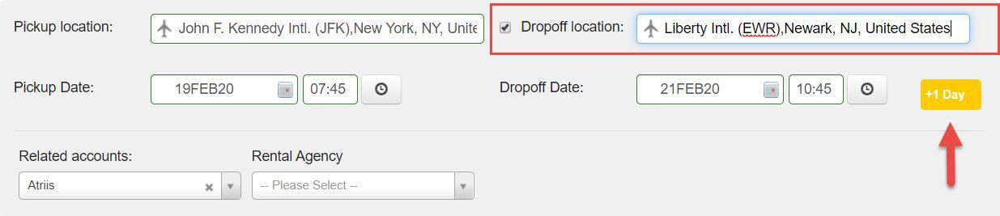 Pickup location: John F. Kennedy Intl. (JFK),New York, NY, Unite Dropoff location: Liberty Intl. (EWR),Newark, NJ, United States
Pickup Date: 19FEB20 07:45 Dropoff Date: 21FEB20 10:45 +1 Day
Related accounts: Rental Agency
Atriis -- Please Select --